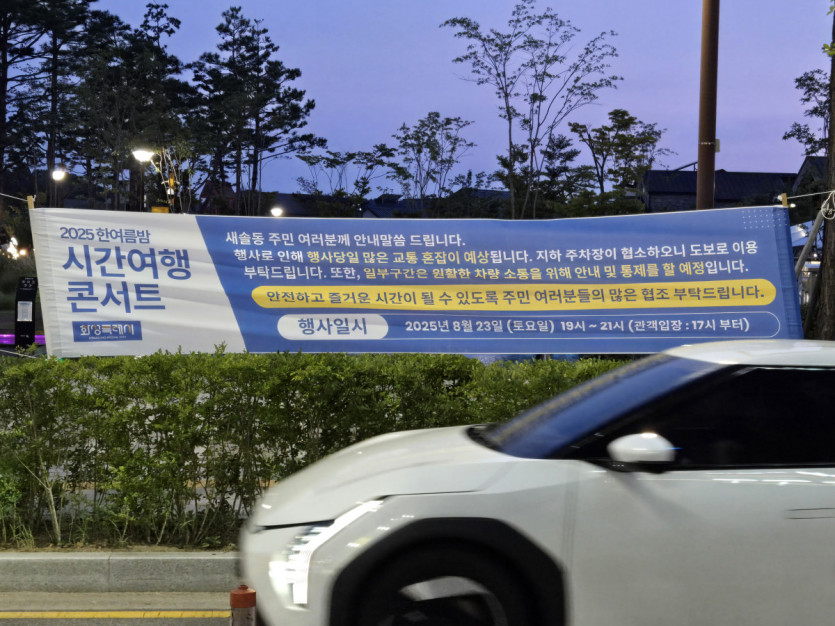 2025 한여름밤
시간여행
콘서트
화성특례시
새솔동 주민 여러분께 안내말씀 드립니다.
행사로 인해 행사당일 많은 교통 혼잡이 예상됩니다. 지하 주차장이 협소하오니 도보로 이용
부탁드립니다. 또한, 일부구간은 원활한 차량 소통을 위해 안내 및 통제를 할 예정입니다.
안전하고 즐거운 시간이 될 수 있도록 주민 여러분들의 많은 협조 부탁드립니다.
행사일시 2025년 8월 23일 (토요일) 19시 ~ 21시 (관객입장 : 17시 부터)